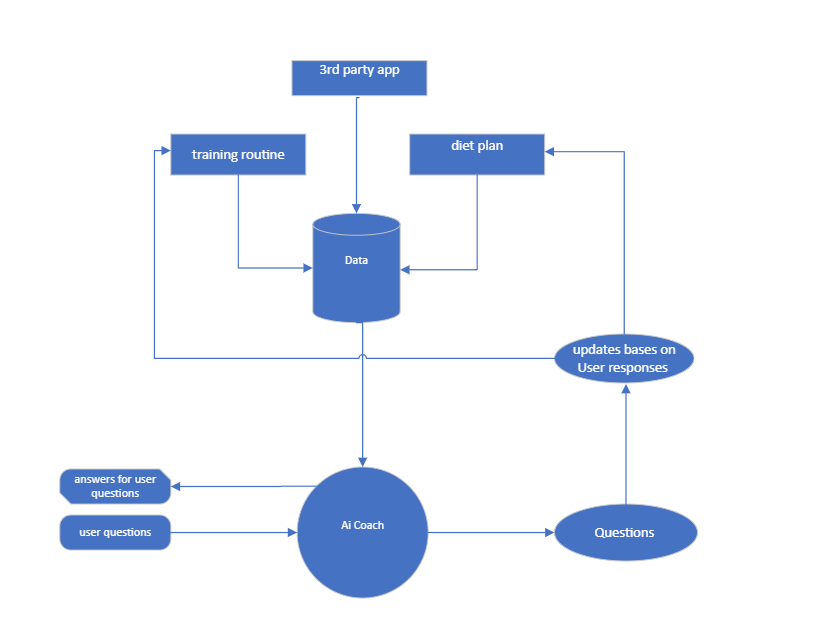 3rd party app
training routine
diet plan
Data
updates bases on
User responses
answers for user
questions
user questions
Ai Coach
Questions